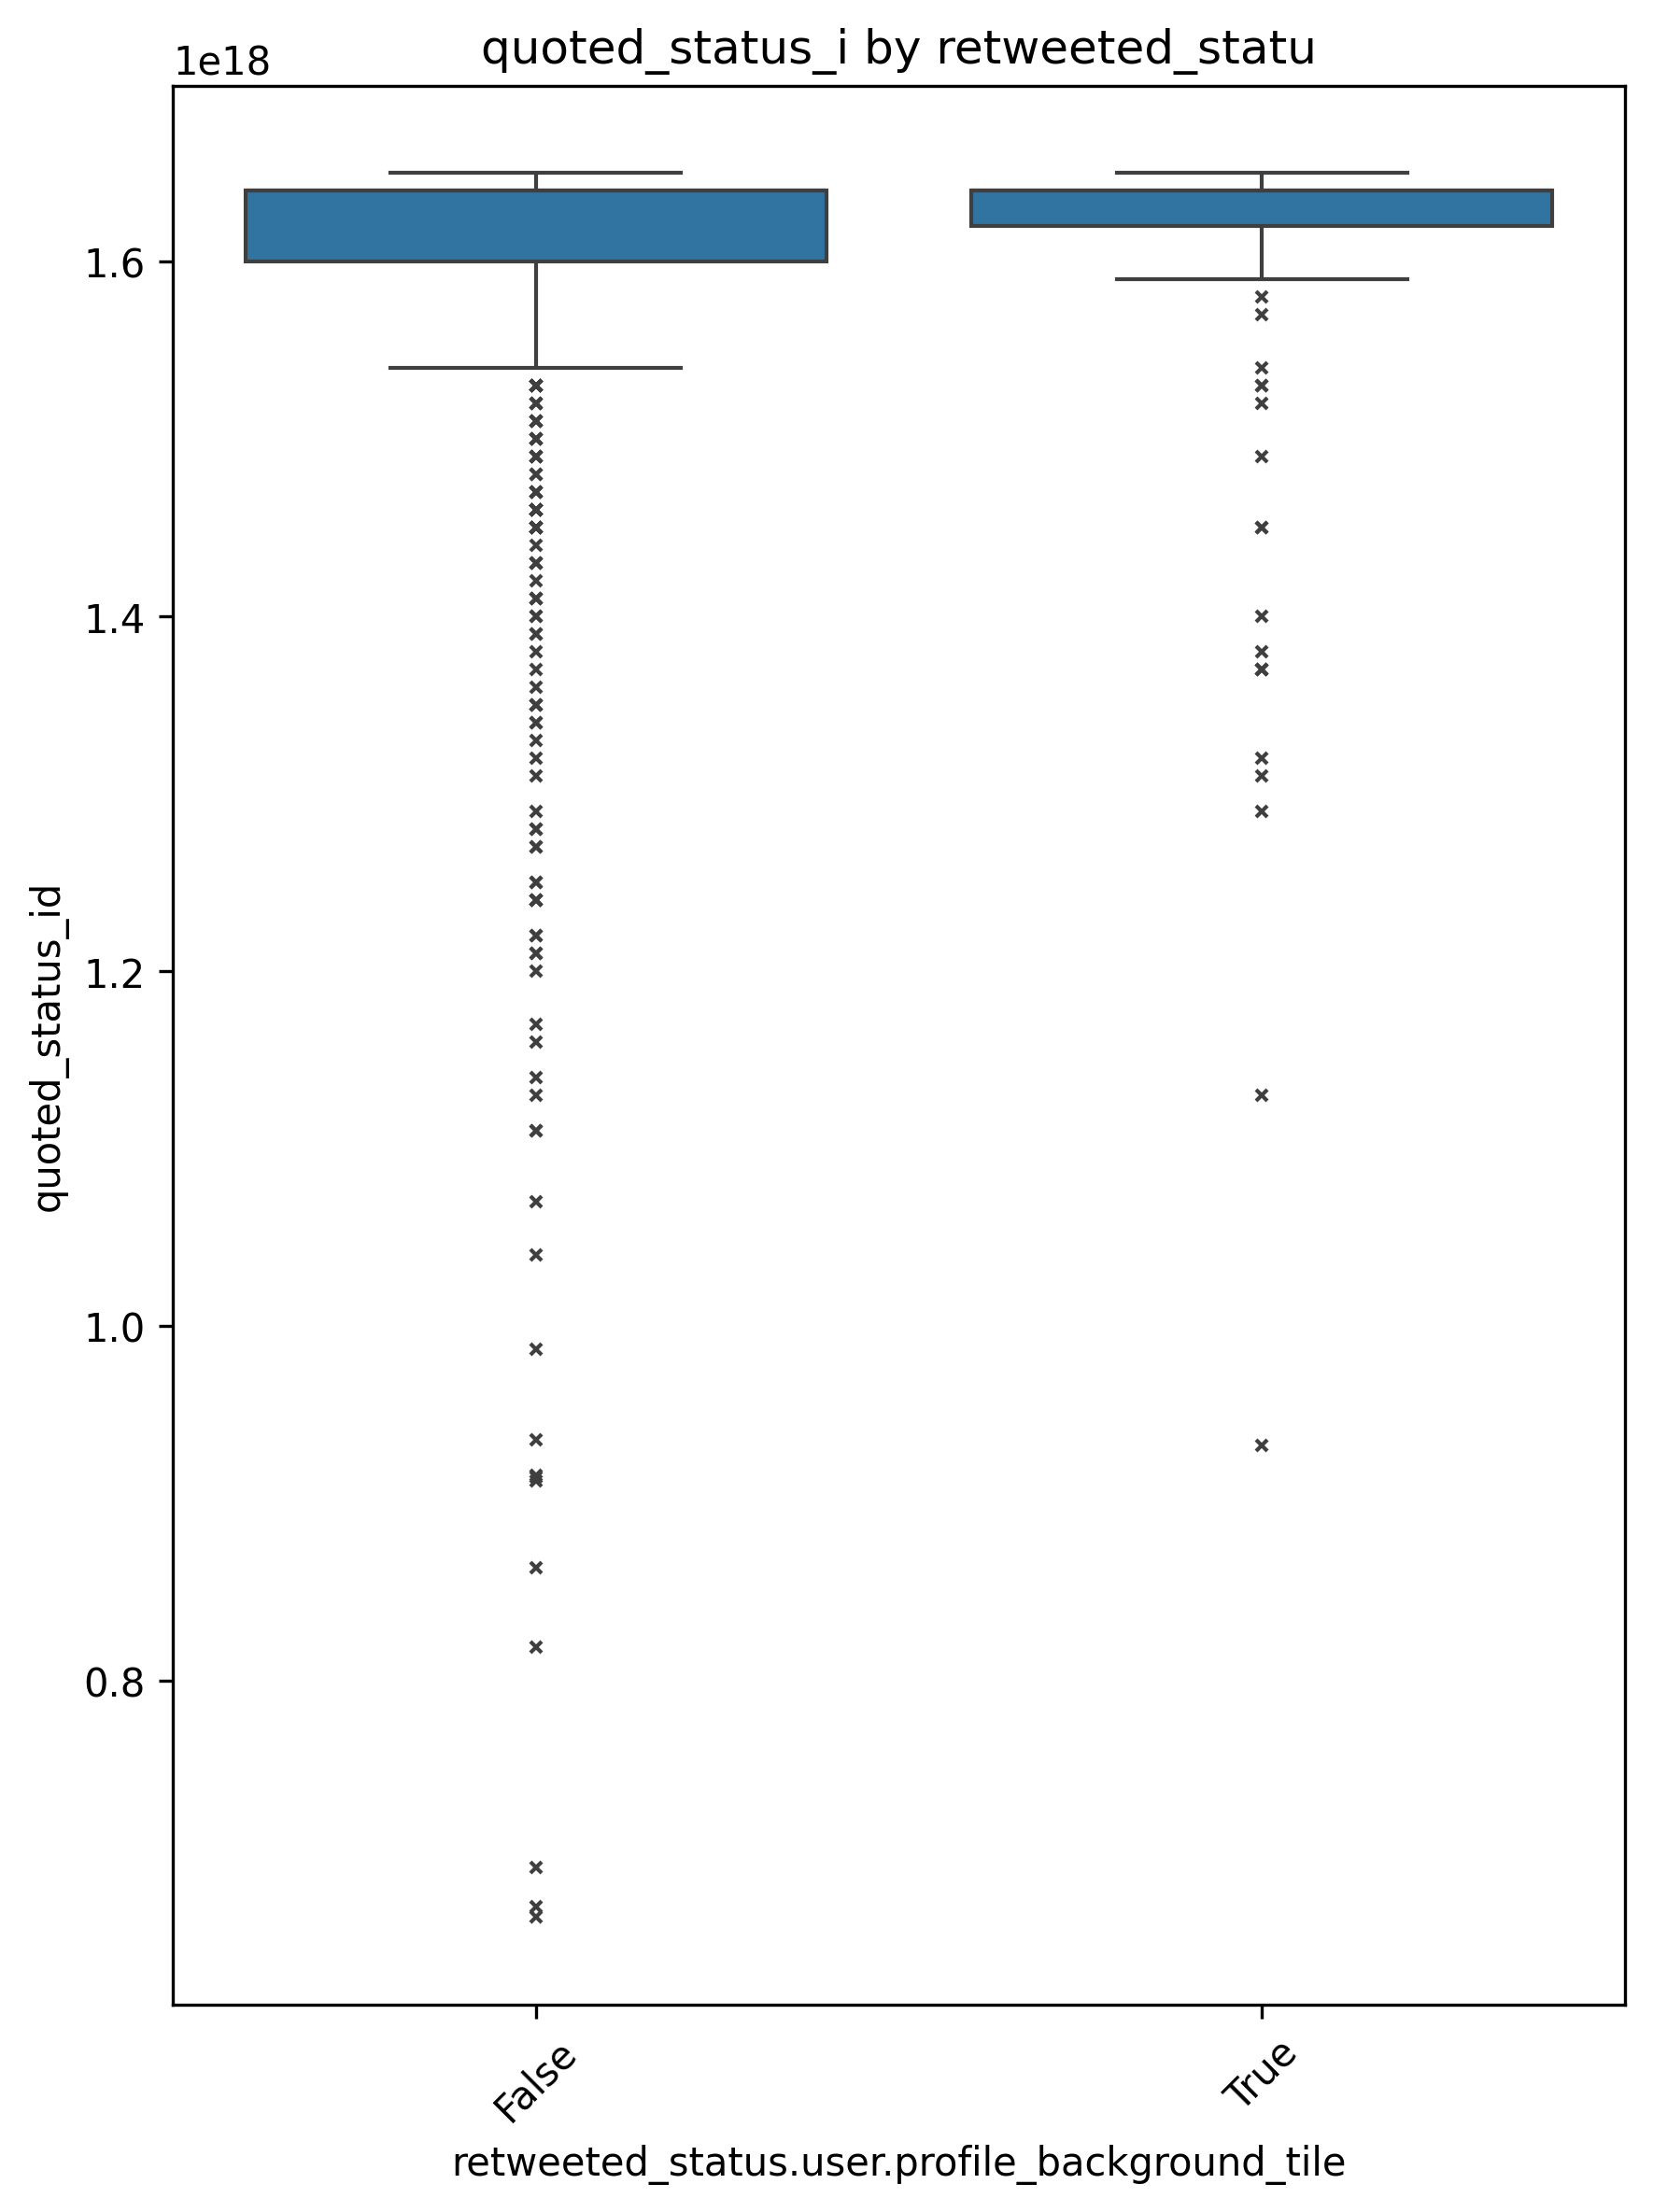 quoted_status_i by retweeted_statu
1e18
1.6
1.4
1.2
1.0
0.8
quoted_status_id
False
True
retweeted_status.user.profile_background_tile